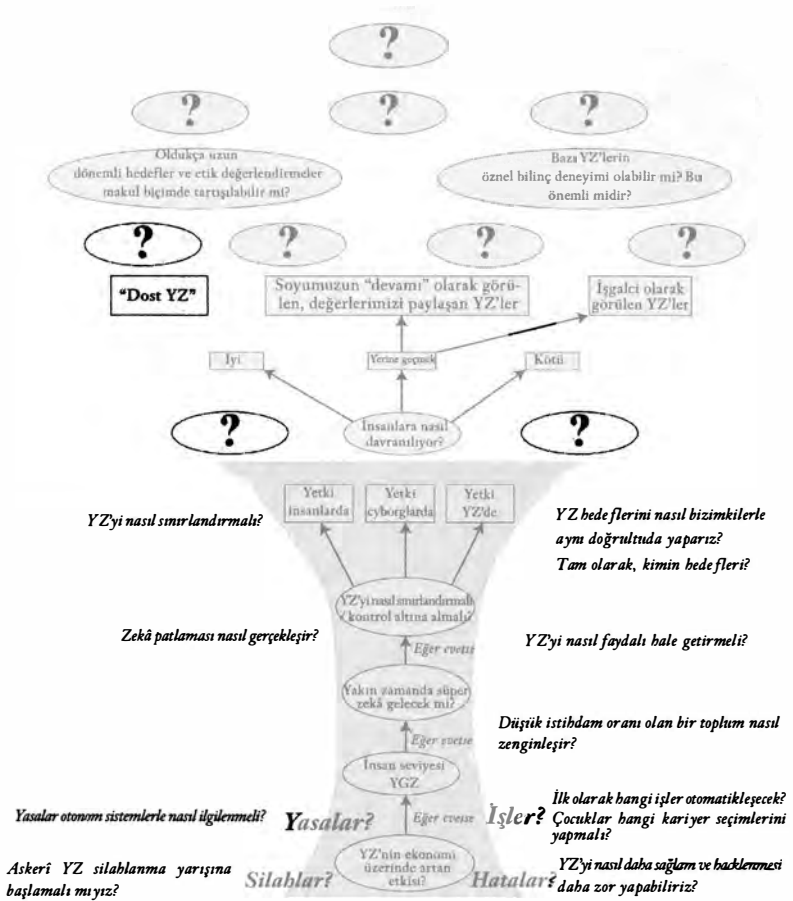 ?
? ? ?
Oldukça uzun
dönemli hedefler ve etik değerlendirmeler
makul biçimde tartışılabilir mi?
Bazı YZ'lerin
öznel bilinç deneyimi olabilir mi? Bu
önemli midir?
? ? ? ?
"Dost YZ"
Soyumuzun "devamı" olarak görü-
len, değerlerimizi paylaşan YZ'ler
İşgalci olarak
görülen YZ'ler
İyi
Yerine geçmek
Kötü
?
İnsanlara nasıl
davranılıyor?
?
Yetki
insanlarda
Yetki
cyborglarda
Yetki
YZ'de
YZ'yi nasıl sınırlandırmalı?
YZ hedeflerini nasıl bizimkilerle
aynı doğrultuda yaparız?
Tam olarak, kimin hedefleri?
YZ'yi nasıl sınırlandırmalı
/ kontrol altına almalı?
Zekâ patlaması nasıl gerçekleşir?
Eğer evetse
YZ'yi nasıl faydalı hale getirmeli?
Yakın zamanda süper
zekâ gelecek mi?
Düşük istihdam oranı olan bir toplum nasıl
zenginleşir?
Eğer evetse
İnsan seviyesi
YGZ
Yasalar otonom sistemlerle nasıl ilgilenmeli?
Yasalar?
Eğer evetse
İşler?
İlk olarak hangi işler otomatikleşecek?
Çocuklar hangi kariyer seçimlerini
yapmalı?
Askerî YZ silahlanma yarışına
başlamalı mıyız?
Silahlar?
YZ'nin ekonomi
üzerinde artan
etkisi?
Hatalar?
YZ'yi nasıl daha sağlam ve hacklenmesi
daha zor yapabiliriz?